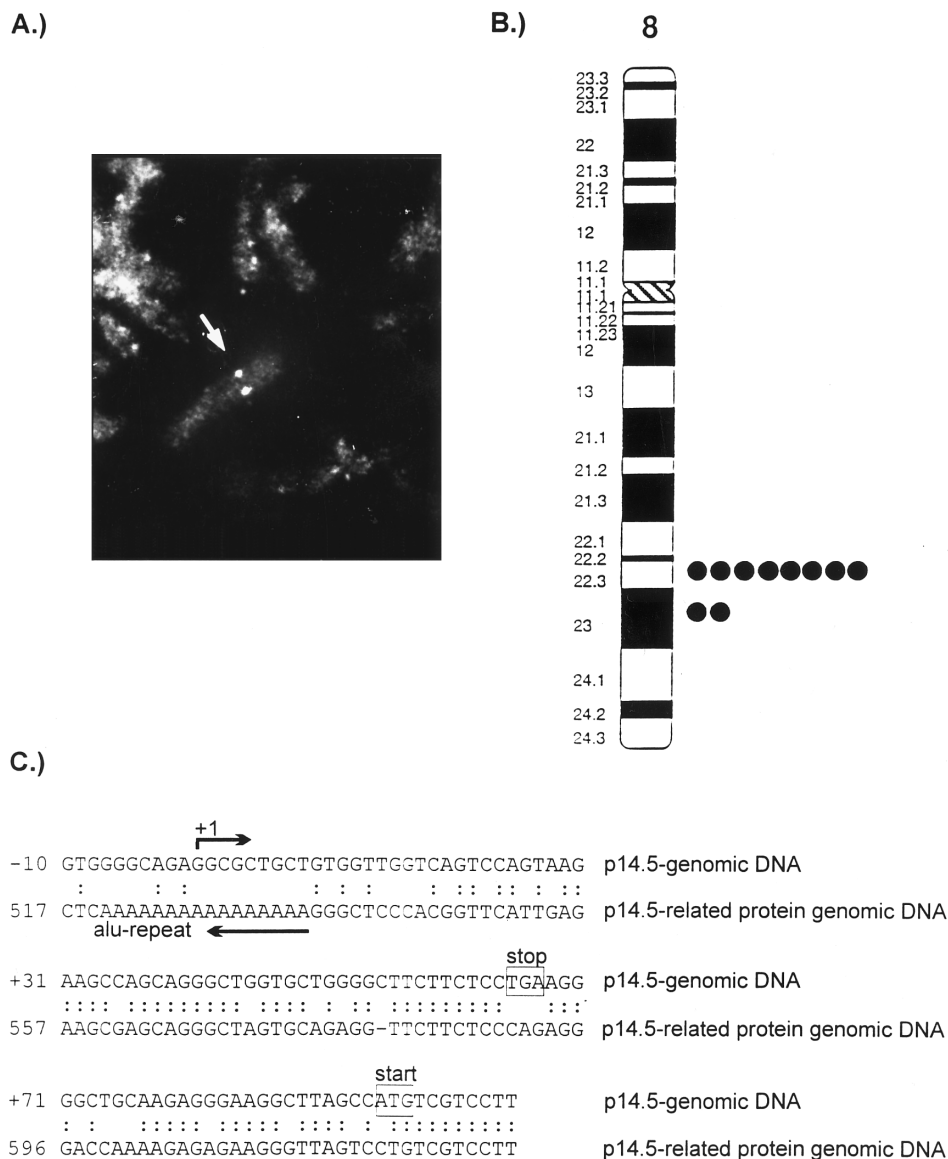 A.)
B.)
8
23.3
23.2
23.1
22
21.3
21.2
21.1
12
11.2
11.1
11.1
11.21
11.22
11.23
12
13
21.1
21.2
21.3
22.1
22.2
22.3
23
24.1
24.2
24.3
C.)
+1
-10 GTGGGGCAGAGGCGCTGCTGTGGTTGGTCAGTCCAGTAAG p14.5-genomic DNA
517 CTCAAAAAAAAAAAAAAAAGGGCTCCCACGGTTCATTGAG p14.5-related protein genomic DNA
alu-repeat
stop
+31 AAGCCAGCAGGGCTGGTGCTGGGGCTTCTTCTCCTGAAGG p14.5-genomic DNA
557 AAGCGAGCAGGGCTAGTGCAGAGG-TTCTTCTCCCAGAGG p14.5-related protein genomic DNA
start
+71 GGCTGCAAGAGGGAAGGCTTAGCCATGTCGTCCTT p14.5-genomic DNA
596 GACCAAAAGAGAGAAGGGTTAGTCCTGTCGTCCTT p14.5-related protein genomic DNA